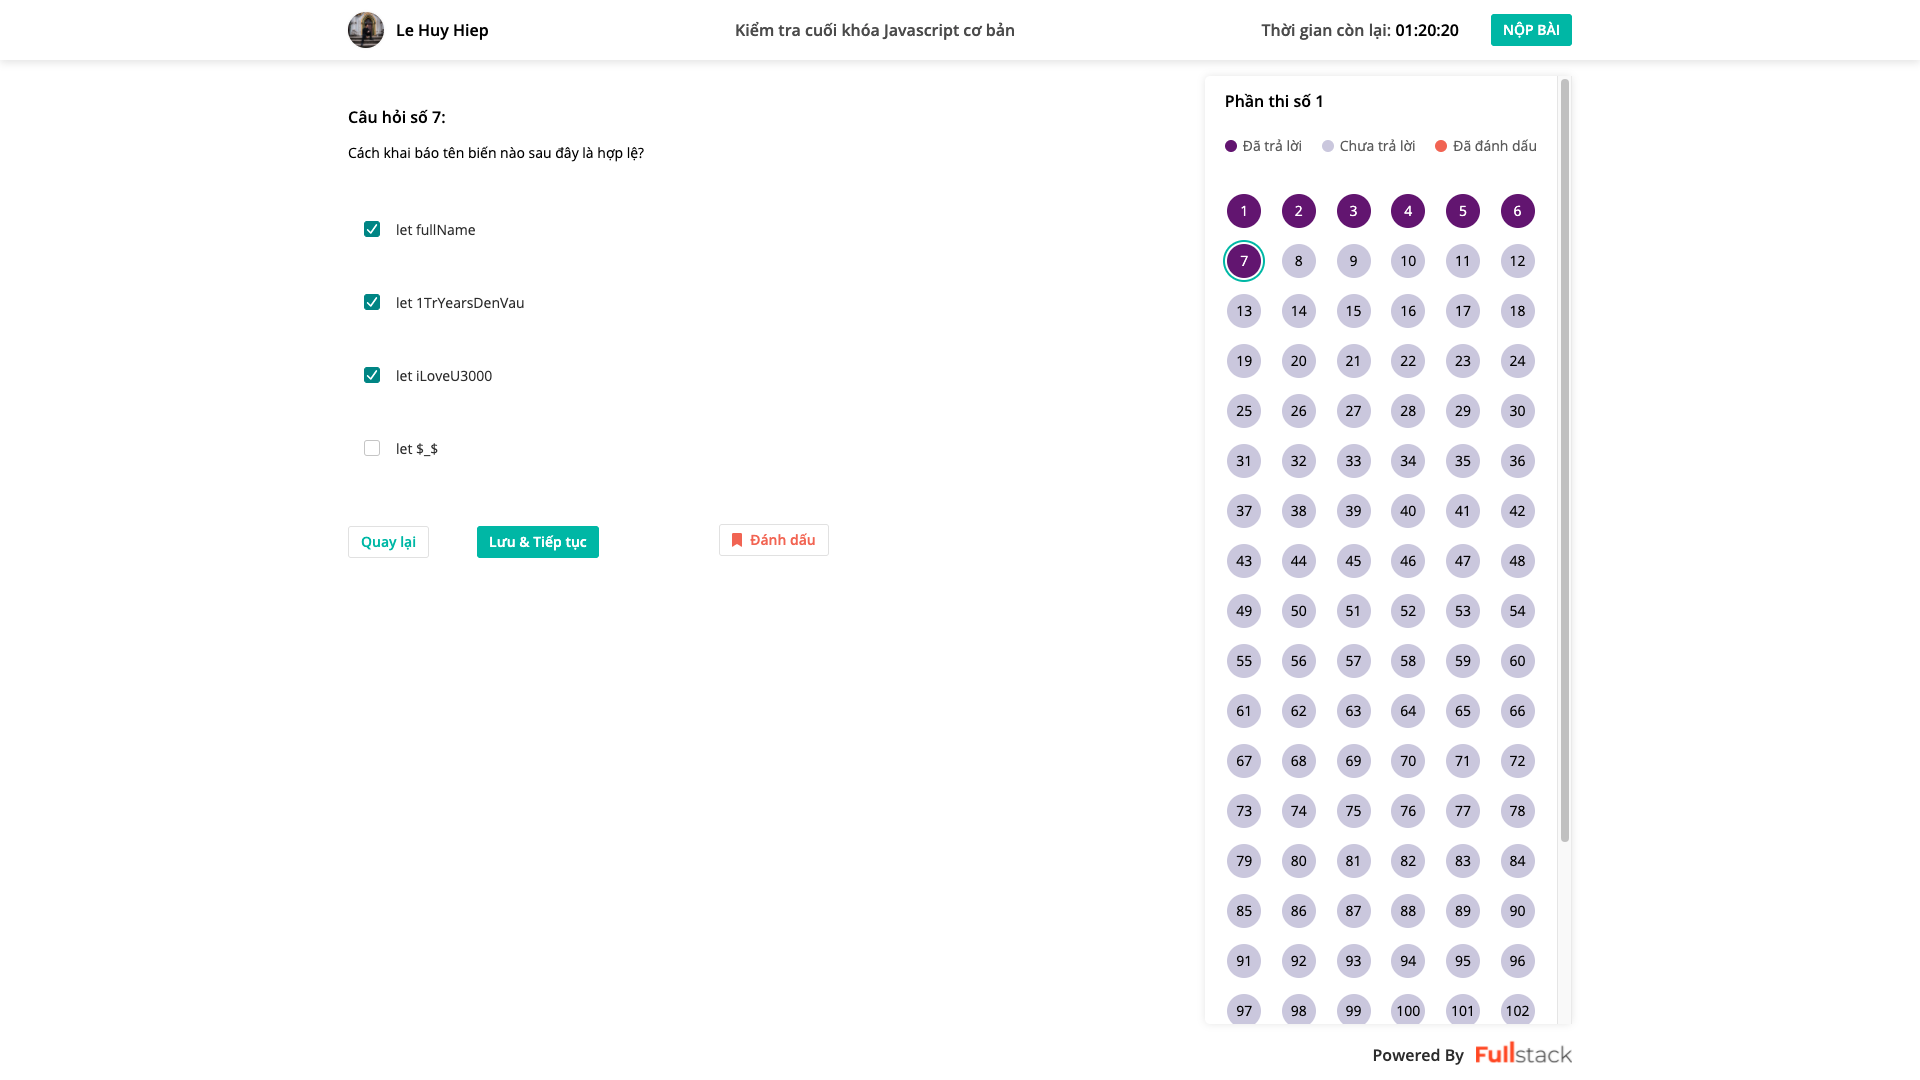 Le Huy Hiep
Kiểm tra cuối khóa Javascript cơ bản
Thời gian còn lại: 01:20:20
NỘP BÀI
Câu hỏi số 7:
Cách khai báo tên biến nào sau đây là hợp lệ?
let fullName
let 1TrYearsDenVau
let iLoveU3000
let $_$
Quay lại
Lưu & Tiếp tục
Đánh dấu
Phần thi số 1
Đã trả lời Chưa trả lời Đã đánh dấu
1 2 3 4 5 6
7 8 9 10 11 12
13 14 15 16 17 18
19 20 21 22 23 24
25 26 27 28 29 30
31 32 33 34 35 36
37 38 39 40 41 42
43 44 45 46 47 48
49 50 51 52 53 54
55 56 57 58 59 60
61 62 63 64 65 66
67 68 69 70 71 72
73 74 75 76 77 78
79 80 81 82 83 84
85 86 87 88 89 90
91 92 93 94 95 96
97 98 99 100 101 102
Powered By Fullstack